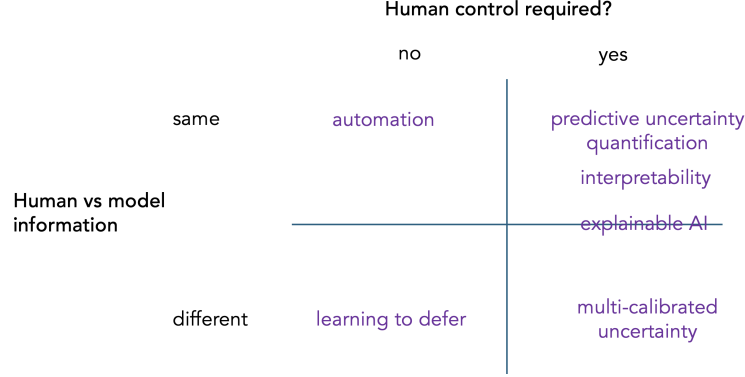 Human control required?
no
yes
same
automation
predictive uncertainty
quantification
interpretability
Human vs model
information
explainable AI
different
learning to defer
multi-calibrated
uncertainty